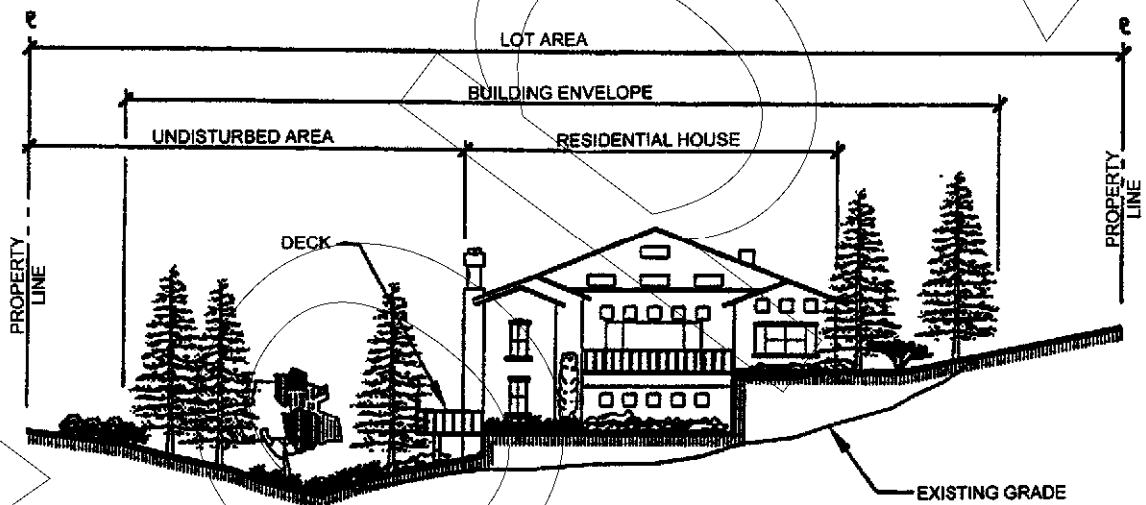 LOT AREA
BUILDING ENVELOPE
UNDISTURBED AREA
RESIDENTIAL HOUSE
DECK
PROPERTY
LINE
PROPERTY
LINE
EXISTING GRADE